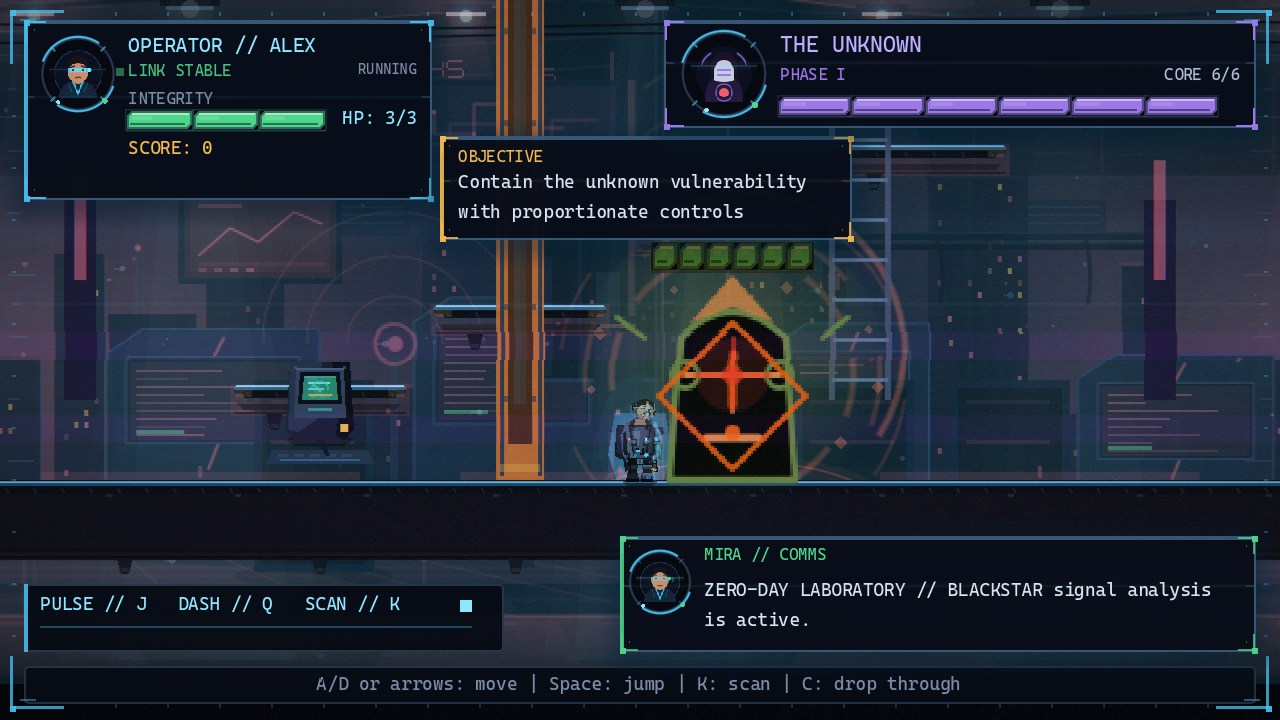 OPERATOR // ALEX
LINK STABLE
RUNNING
INTEGRITY
HP: 3/3
SCORE: 0
THE UNKNOWN
PHASE I
CORE 6/6
OBJECTIVE
Contain the unknown vulnerability
with proportionate controls
MIRA // COMMS
ZERO-DAY LABORATORY // BLACKSTAR signal analysis
is active.
PULSE // J DASH // Q SCAN // K
A/D or arrows: move | Space: jump | K: scan | C: drop through